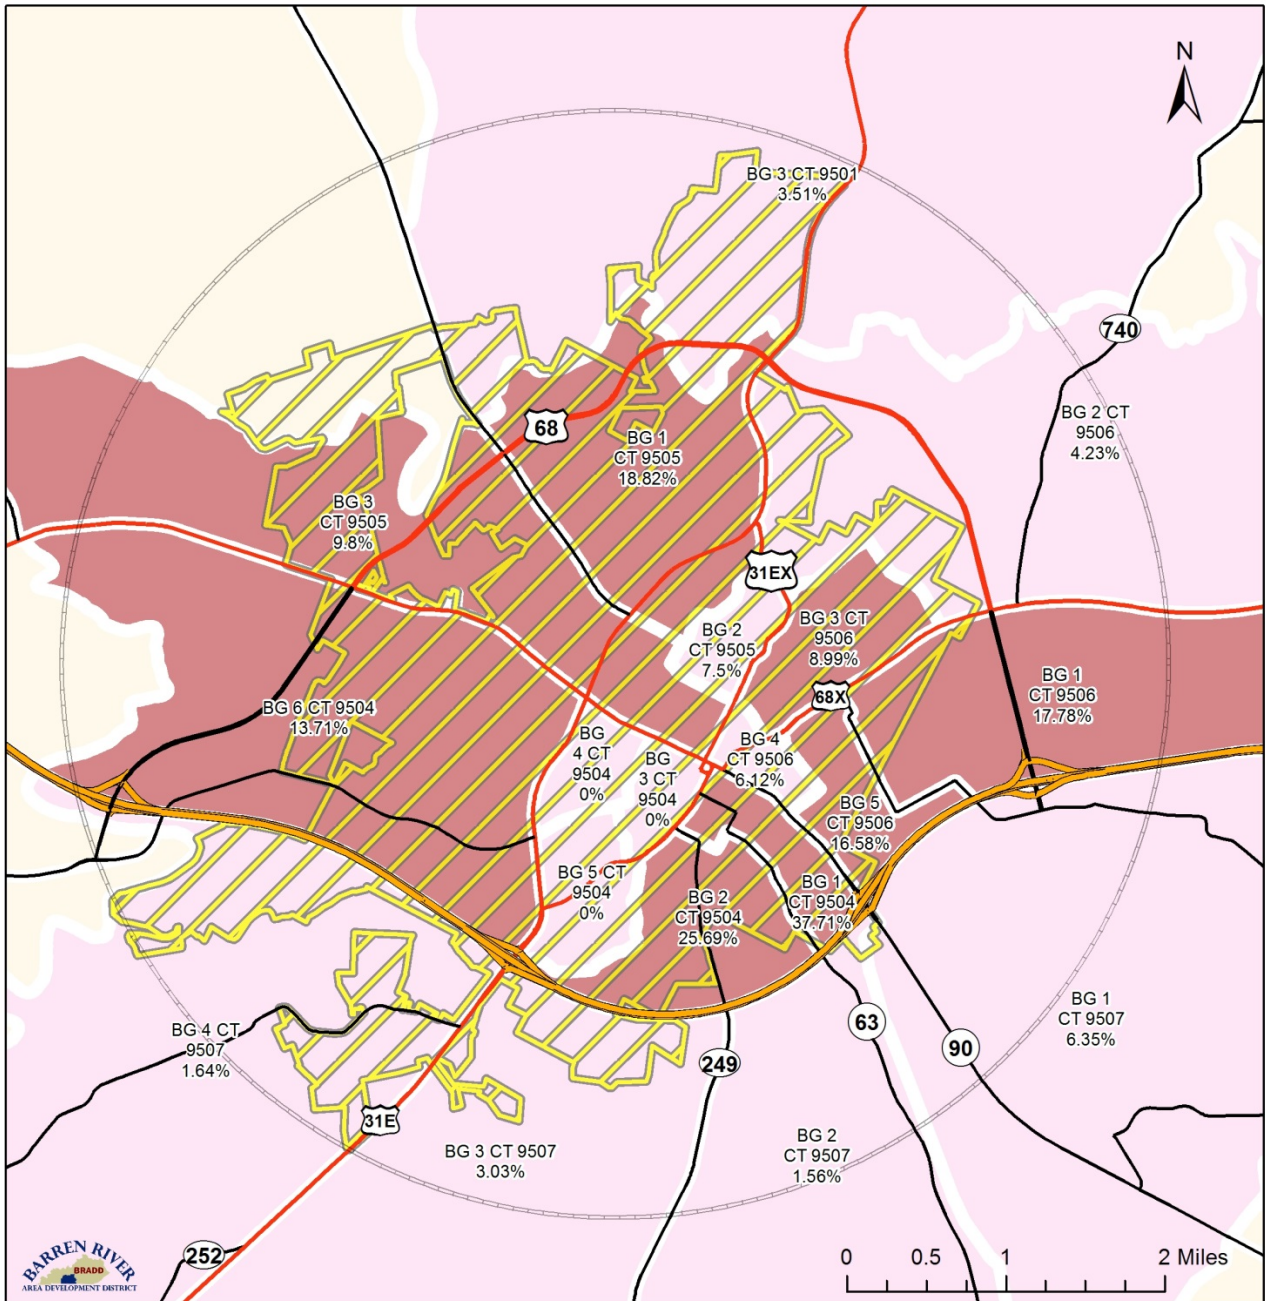 N
BG 3 CT 9501
3.51%
740
BG 2 CT
9506
4.23%
68
BG 1
CT 9505
18.82%
BG 3
CT 9505
9.8%
31EX
BG 2
CT 9505
7.5%
BG 3 CT
9506
8.99%
68X
BG 1
CT 9506
17.78%
BG 6 CT 9504
13.71%
BG
4 CT
9504
0%
BG
3 CT
9504
0%
BG 4
CT 9506
6.12%
BG 5
CT 9506
16.58%
BG 5 CT
9504
0%
BG 2
CT 9504
25.69%
BG 1
CT 9504
37.71%
BG 4 CT
9507
1.64%
BG 1
CT 9507
6.35%
63
90
249
31E
BG 3 CT 9507
3.03%
BG 2
CT 9507
1.56%
252
BARREN RIVER
BRADD
AREA DEVELOPMENT DISTRICT
0 0.5 1 2 Miles